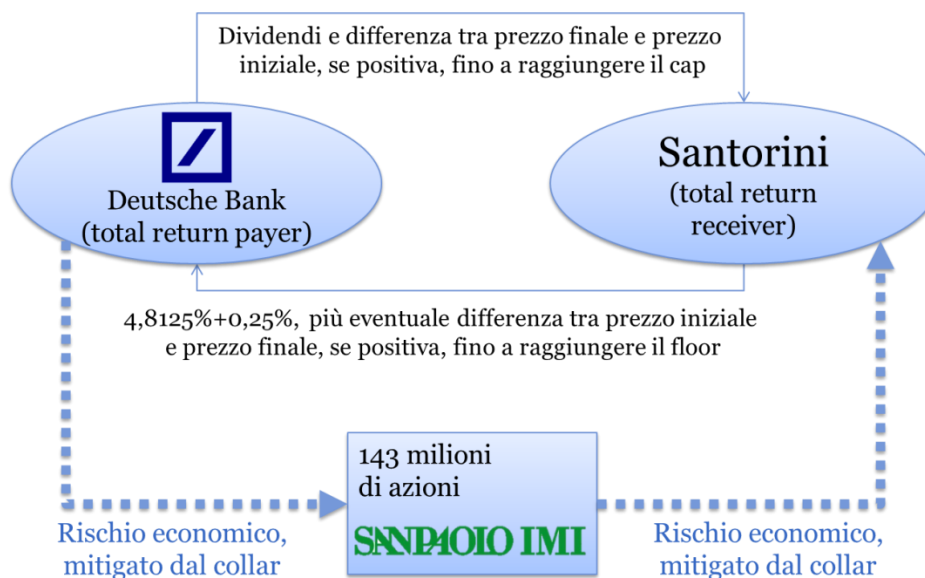 Dividendi e differenza tra prezzo finale e prezzo
iniziale, se positiva, fino a raggiungere il cap
Deutsche Bank
(total return payer)
Santorini
(total return
receiver)
4,8125%+0,25%, più eventuale differenza tra prezzo iniziale
e prezzo finale, se positiva, fino a raggiungere il floor
143 milioni
di azioni
SANPAOLO IMI
Rischio economico,
mitigato dal collar
Rischio economico,
mitigato dal collar